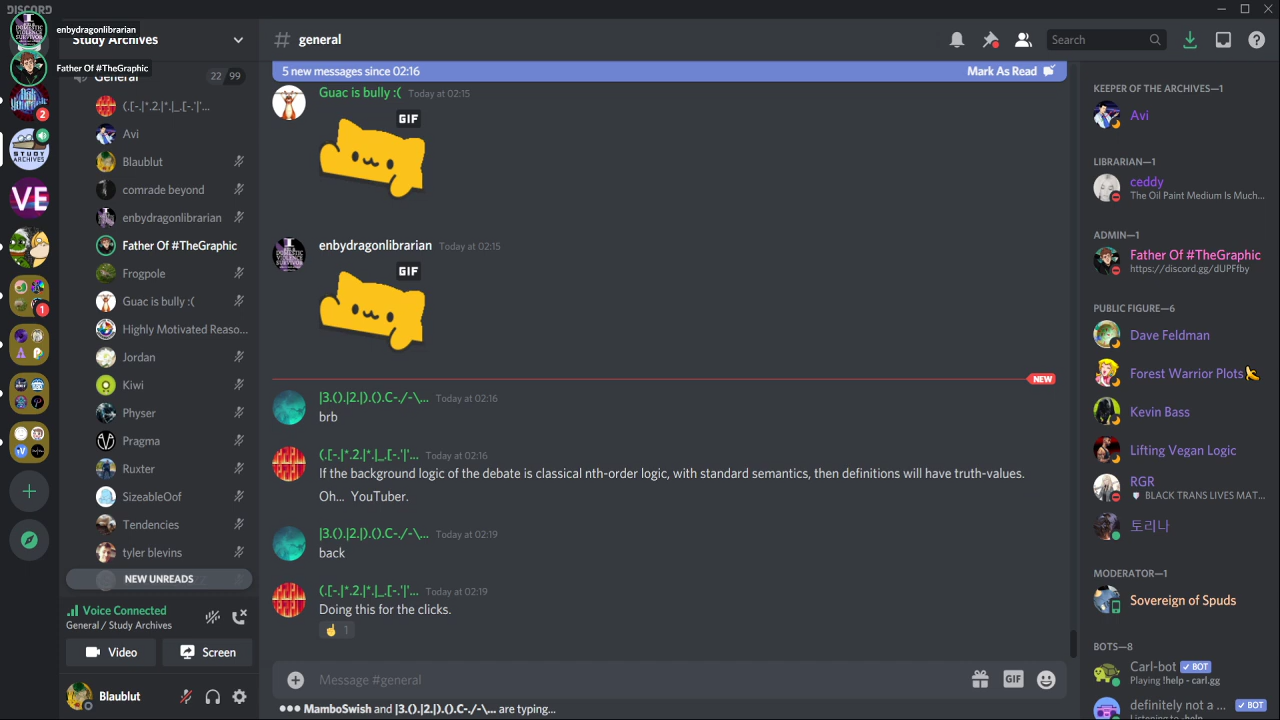 DISCORD
enbydragonlibrarian
Father Of #TheGraphic
2
STUDY ARCHIVES
VE
1
Study Archives
General
22 99
(.[-.|*.2.|*.|_.[-.'|'...
Avi
Blaublut
comrade beyond
enbydragonlibrarian
Father Of #TheGraphic
Frogpole
Guac is bully :(
Highly Motivated Reaso...
Jordan
Kiwi
Physer
Pragma
Ruxter
SizeableOof
Tendencies
tyler blevins
NEW UNREADS
Voice Connected
General / Study Archives
Video
Screen
Blaublut
# general
Search
5 new messages since 02:16
Mark As Read
Guac is bully :( Today at 02:15
GIF
enbydragonlibrarian Today at 02:15
GIF
NEW
|3.().|2.|).().C-./-\... Today at 02:16
brb
(.[-.|*.2.|*.|_.[-.'|'... Today at 02:16
If the background logic of the debate is classical nth-order logic, with standard semantics, then definitions will have truth-values.
Oh... YouTuber.
|3.().|2.|).().C-./-\... Today at 02:19
back
(.[-.|*.2.|*.|_.[-.'|'... Today at 02:19
Doing this for the clicks.
1
Message #general
GIF
MamboSwish and |3.().|2.|).().C-./-\... are typing...
KEEPER OF THE ARCHIVES—1
Avi
LIBRARIAN—1
ceddy
The Oil Paint Medium Is Much...
ADMIN—1
Father Of #TheGraphic
https://discord.gg/dUPFfby
PUBLIC FIGURE—6
Dave Feldman
Forest Warrior Plots
Kevin Bass
Lifting Vegan Logic
RGR
BLACK TRANS LIVES MAT...
토리나
MODERATOR—1
Sovereign of Spuds
BOTS—8
Carl-bot BOT
Playing !help - carl.gg
definitely not a ... BOT
Listening to -help